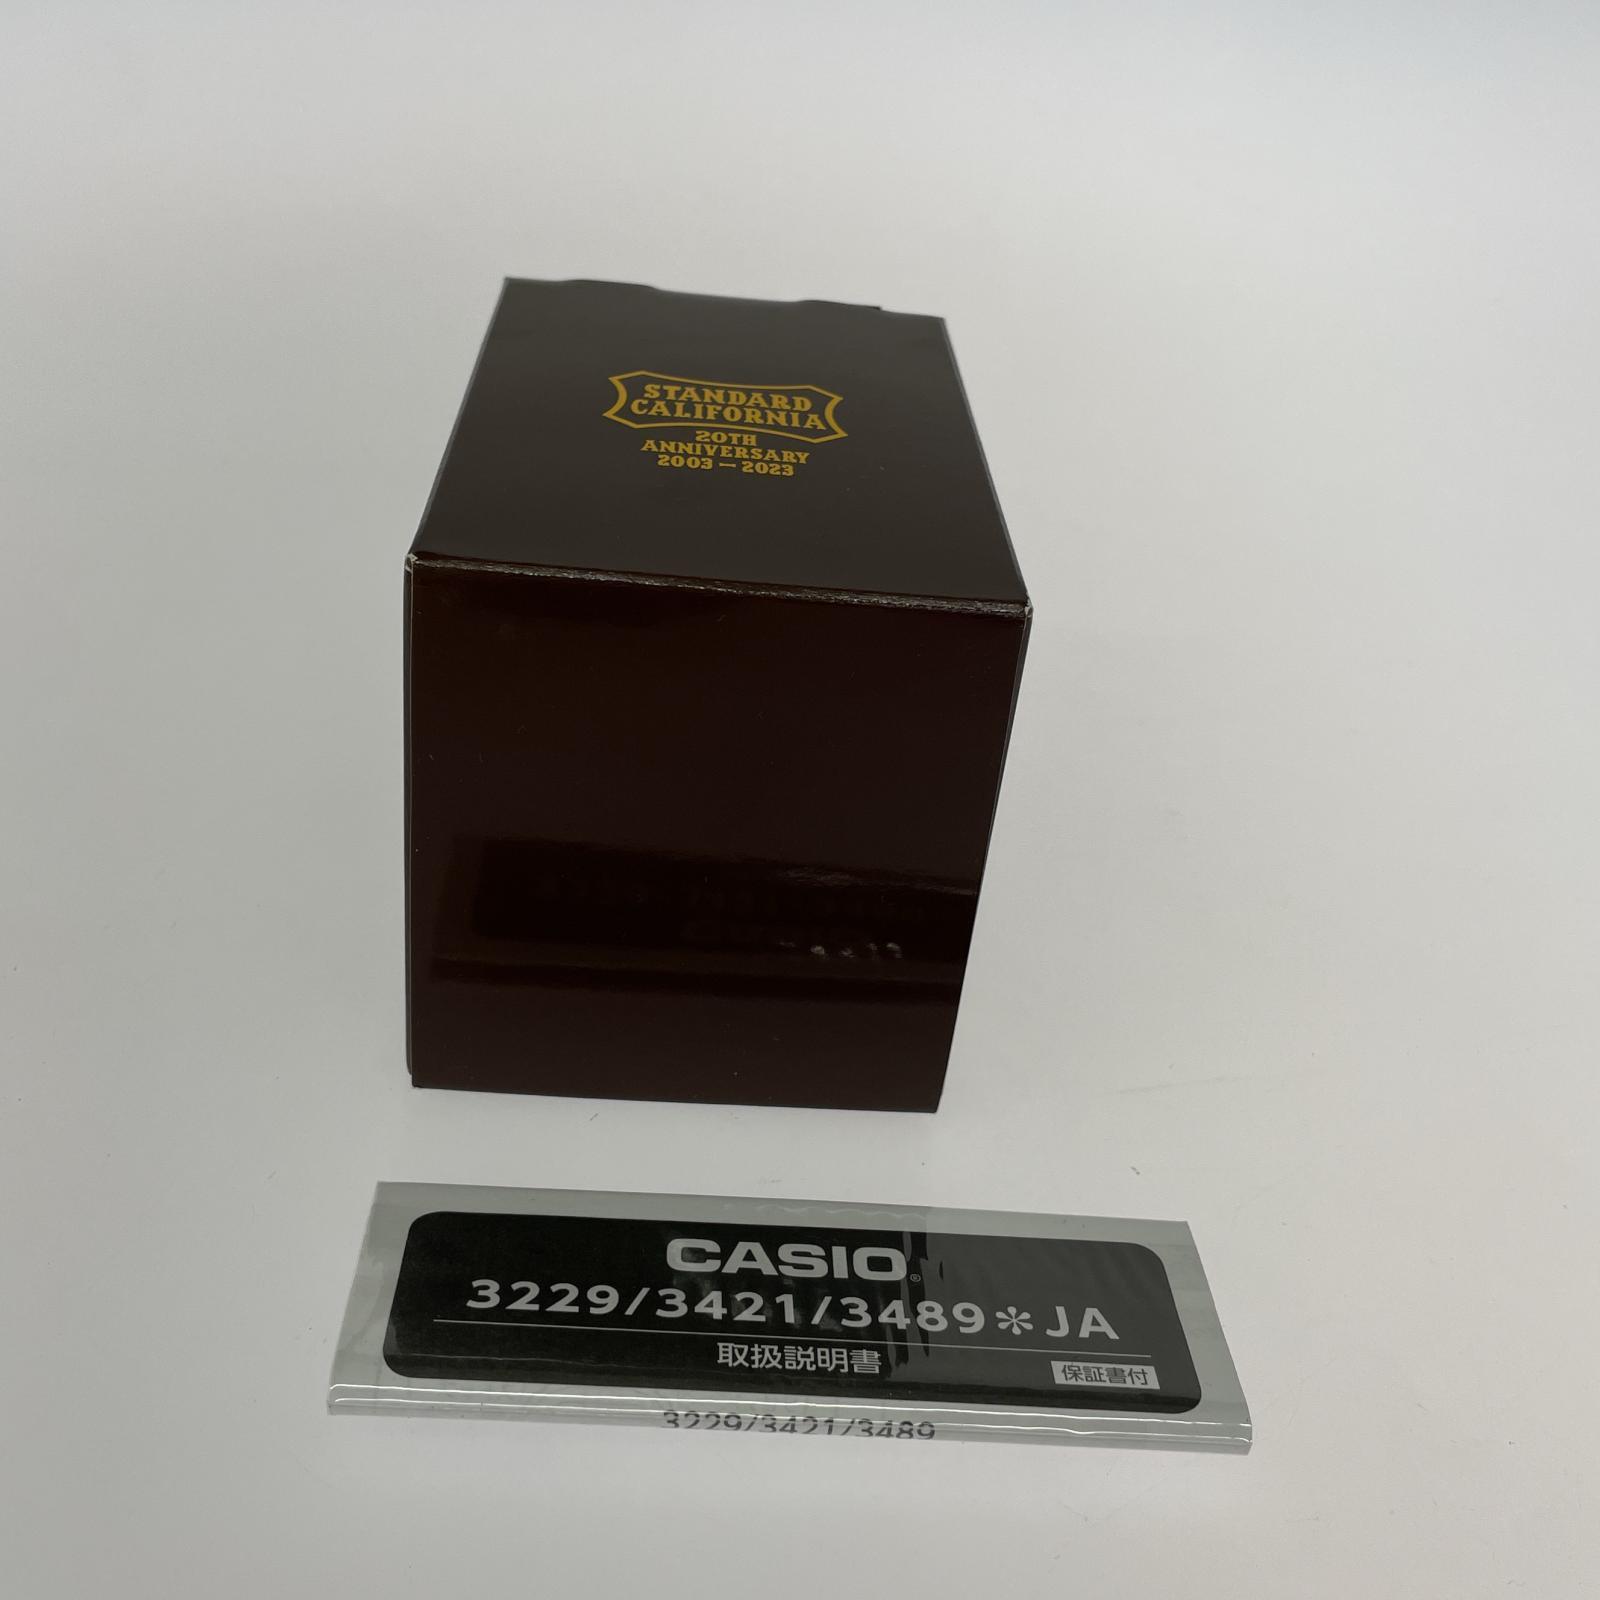 STANDARD
CALIFORNIA
20TH
ANNIVERSARY
2003 — 2023
CASIO®
3229/3421/3489✻JA
取扱説明書
保証書付
3229/3421/3489